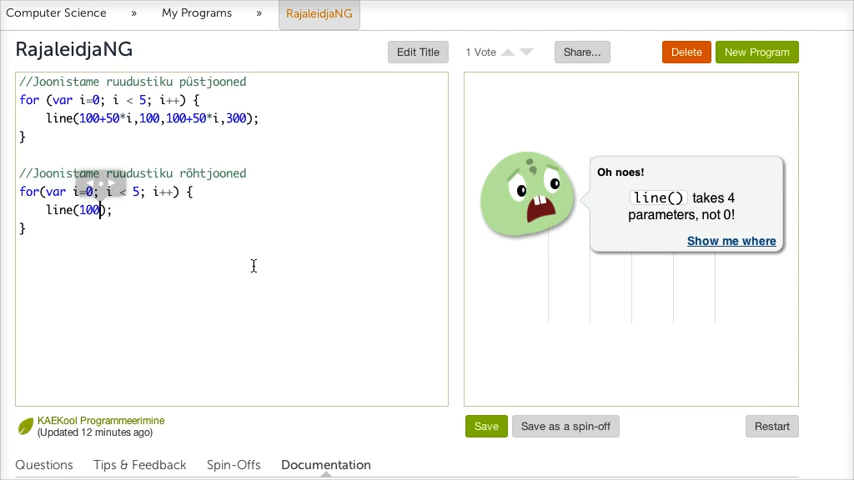 Computer Science » My Programs » RajaleidjaNG
RajaleidjaNG
Edit Title
1 Vote
Share...
Delete
New Program
//Joonistame ruudustiku püstjooned
for (var i=0; i < 5; i++) {
line(100+50*i,100,100+50*i,300);
}
//Joonistame ruudustiku rõhtjooned
for(var i=0; i < 5; i++) {
line(100);
}
Oh noes!
line() takes 4
parameters, not 0!
Show me where
KAEKool Programmeerimine
(Updated 12 minutes ago)
Save
Save as a spin-off
Restart
Questions
Tips & Feedback
Spin-Offs
Documentation